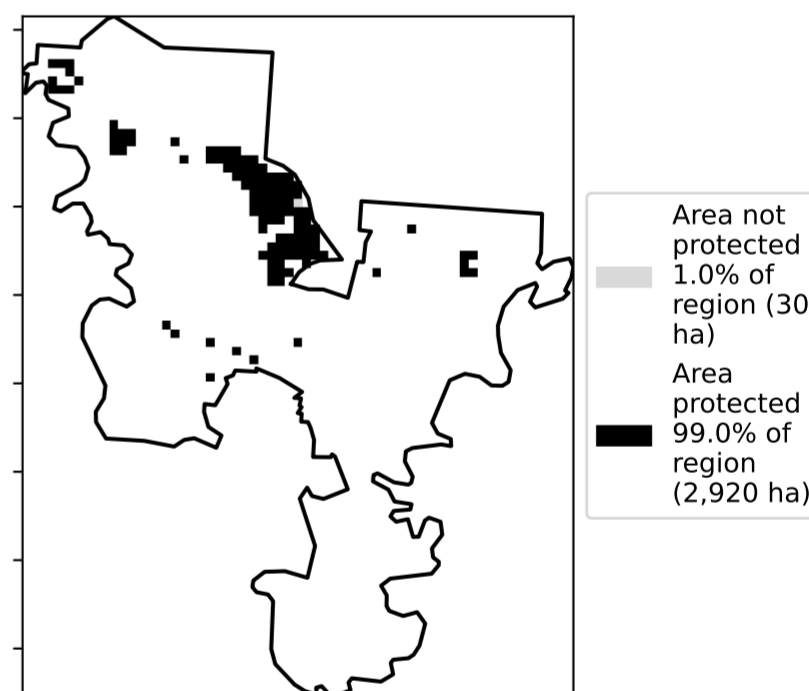 Area not
protected
1.0% of
region (30
ha)
Area
protected
99.0% of
region
(2,920 ha)